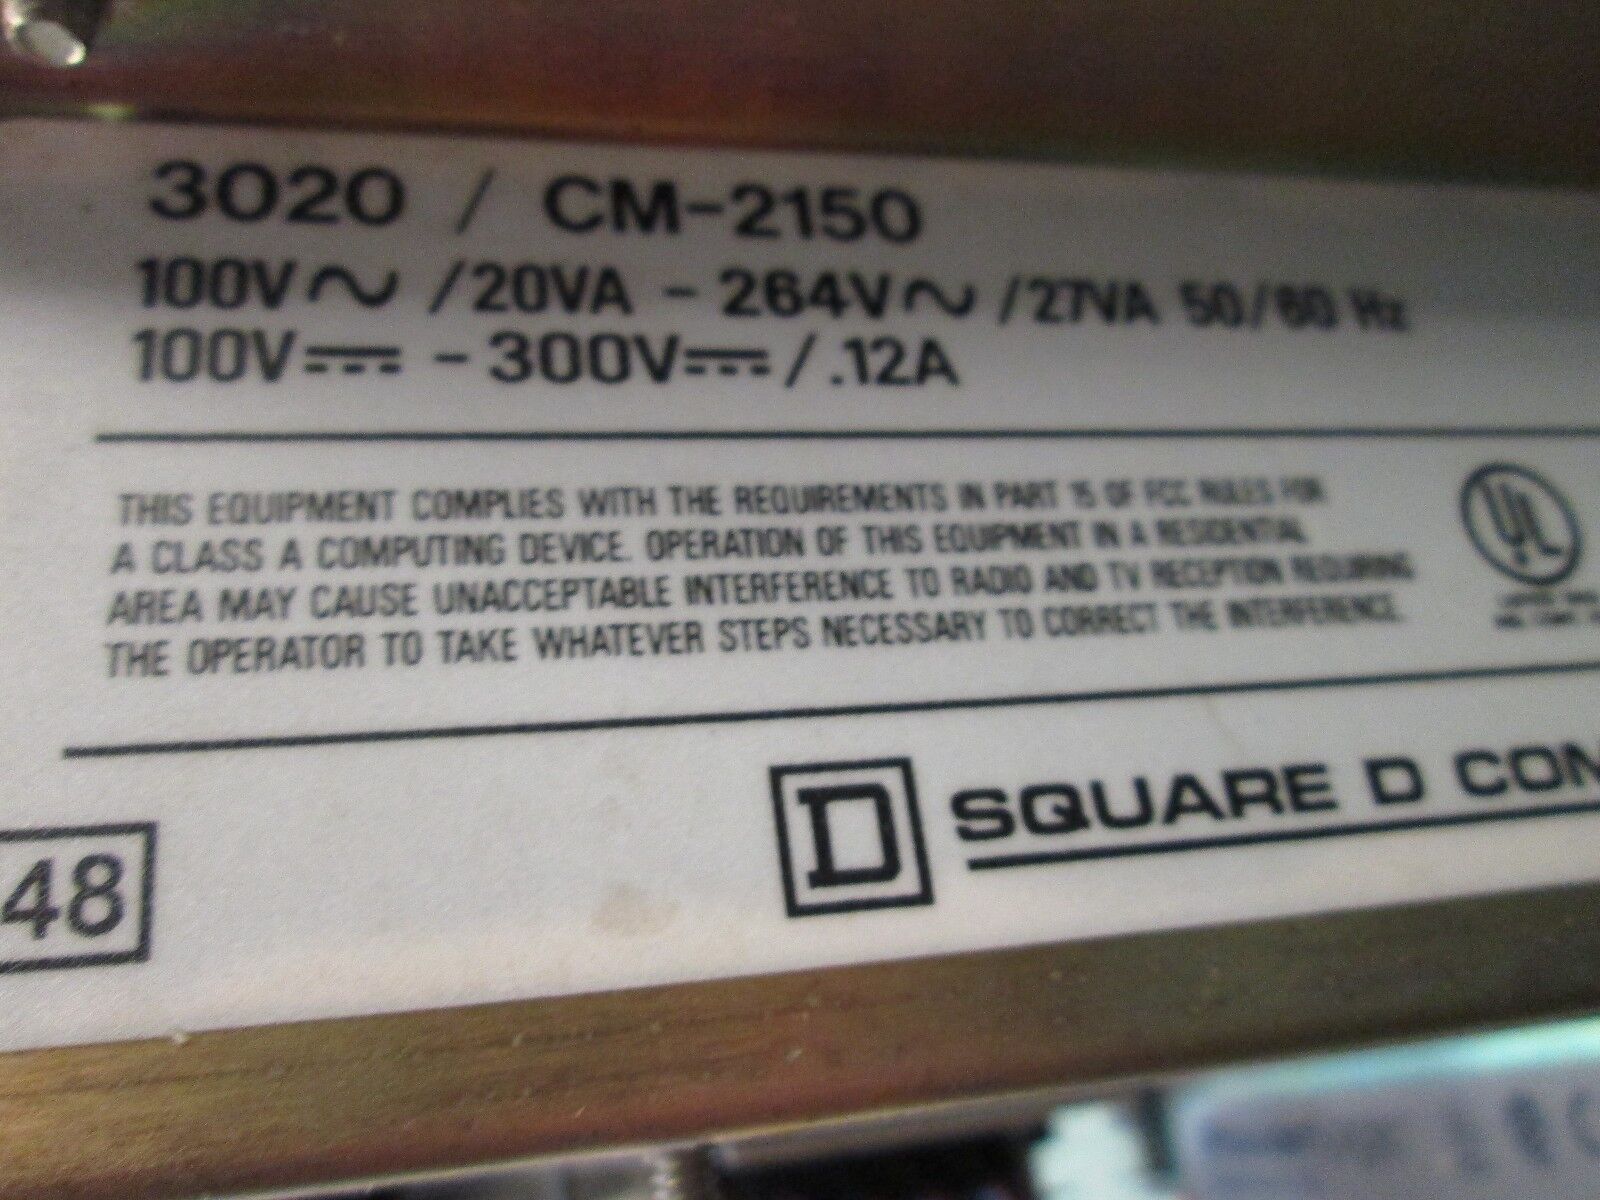 3020 / CM-2150
100V∿ /20VA - 264V∿ /27VA 50/60 Hz
100V⎓ - 300V⎓ / .12A
THIS EQUIPMENT COMPLIES WITH THE REQUIREMENTS IN PART 15 OF FCC RULES FOR
A CLASS A COMPUTING DEVICE. OPERATION OF THIS EQUIPMENT IN A RESIDENTIAL
AREA MAY CAUSE UNACCEPTABLE INTERFERENCE TO RADIO AND TV RECEPTION REQUIRING
THE OPERATOR TO TAKE WHATEVER STEPS NECESSARY TO CORRECT THE INTERFERENCE.
UL
48
D SQUARE D COM